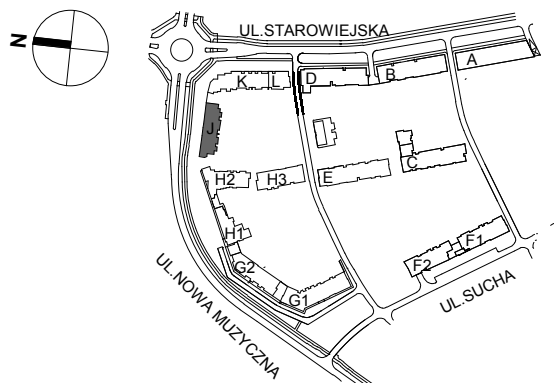 N
UL.STAROWIEJSKA
K
L
D
B
A
J
H2
H3
E
C
H1
G2
G1
F2
F1
UL.NOWA MUZYCZNA
UL.SUCHA